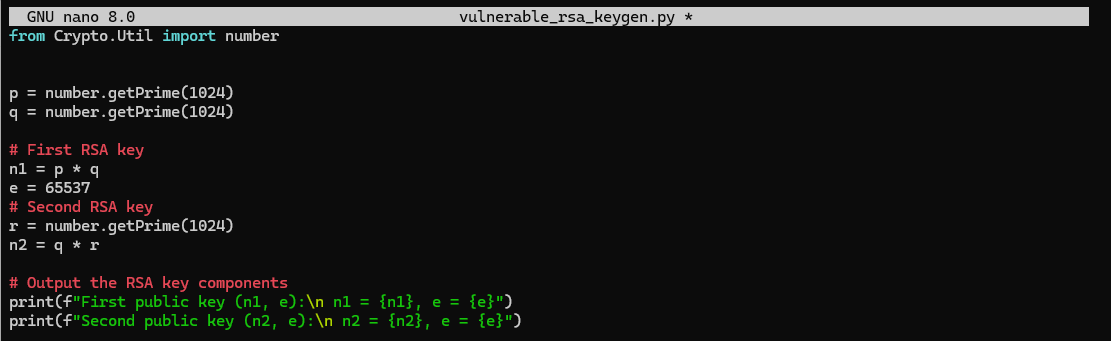 GNU nano 8.0 vulnerable_rsa_keygen.py *
from Crypto.Util import number
p = number.getPrime(1024)
q = number.getPrime(1024)
# First RSA key
n1 = p * q
e = 65537
# Second RSA key
r = number.getPrime(1024)
n2 = q * r
# Output the RSA key components
print(f"First public key (n1, e):\n n1 = {n1}, e = {e}")
print(f"Second public key (n2, e):\n n2 = {n2}, e = {e}")